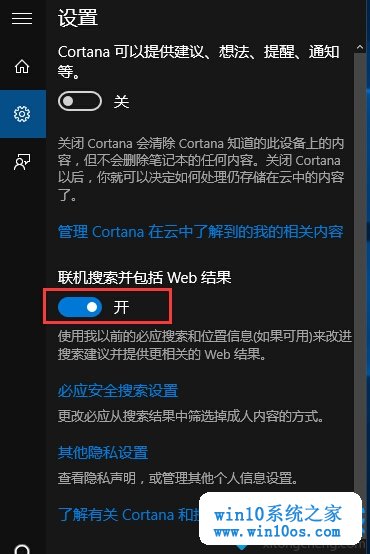 设置
Cortana 可以提供建议、想法、提醒、通知
等。
关
关闭 Cortana 会清除 Cortana 知道的此设备上的内
容，但不会删除笔记本的任何内容。关闭 Cortana
以后，你就可以决定如何处理仍存储在云中的内容
了。
管理 Cortana 在云中了解到的我的相关内容
联机搜索并包括 Web 结果
开
使用我以前的必应搜索和位置信息(如果可用)来改进
搜索建议并提供更相关的 Web 结果。
必应安全搜索设置
更改必应从搜索结果中筛选掉成人内容的方式。
其他隐私设置
查看隐私声明，或管理其他个人信息设置。
了解有关 Cortana 和搜
win10系统之家
www.win10os.com